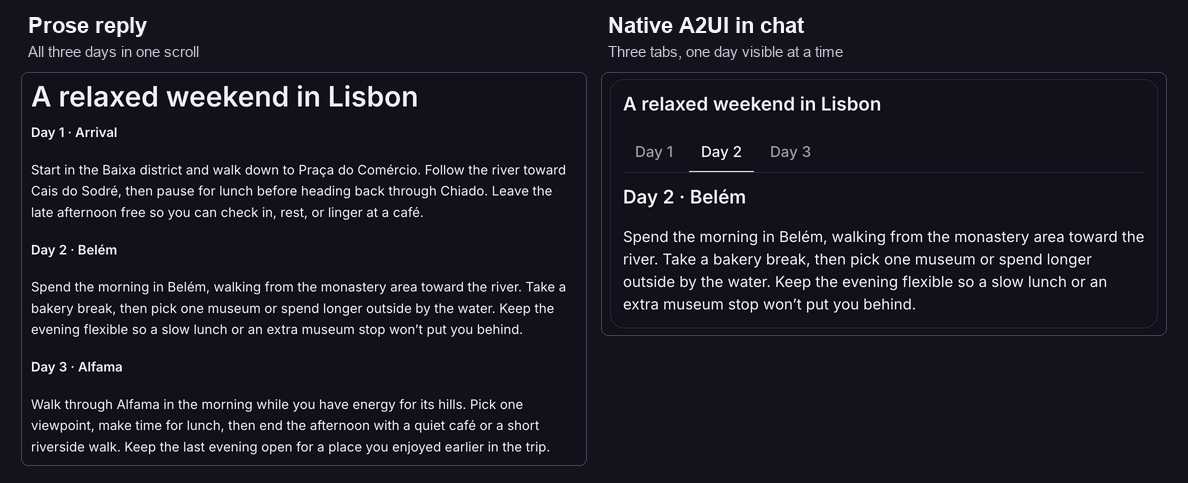 Prose reply
All three days in one scroll
A relaxed weekend in Lisbon
Day 1 · Arrival
Start in the Baixa district and walk down to Praça do Comércio. Follow the river toward
Cais do Sodré, then pause for lunch before heading back through Chiado. Leave the
late afternoon free so you can check in, rest, or linger at a café.
Day 2 · Belém
Spend the morning in Belém, walking from the monastery area toward the river. Take a
bakery break, then pick one museum or spend longer outside by the water. Keep the
evening flexible so a slow lunch or an extra museum stop won’t put you behind.
Day 3 · Alfama
Walk through Alfama in the morning while you have energy for its hills. Pick one
viewpoint, make time for lunch, then end the afternoon with a quiet café or a short
riverside walk. Keep the last evening open for a place you enjoyed earlier in the trip.
Native A2UI in chat
Three tabs, one day visible at a time
A relaxed weekend in Lisbon
Day 1 Day 2 Day 3
Day 2 · Belém
Spend the morning in Belém, walking from the monastery area toward the
river. Take a bakery break, then pick one museum or spend longer
outside by the water. Keep the evening flexible so a slow lunch or an
extra museum stop won’t put you behind.